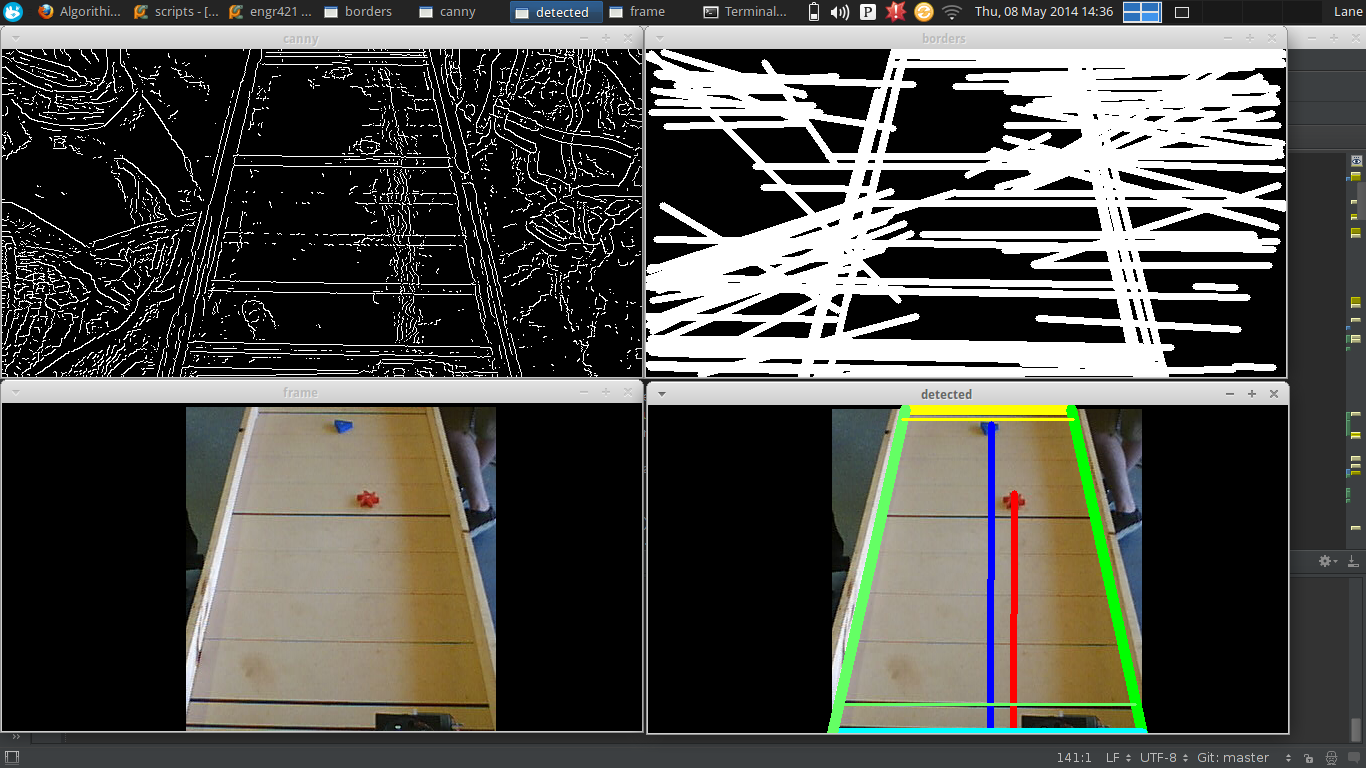 Algorithi... scripts - [... engr421 ... borders canny detected frame Terminal... P Thu, 08 May 2014 14:36 Lane
canny
borders
frame
detected
141:1 LF UTF-8 Git: master